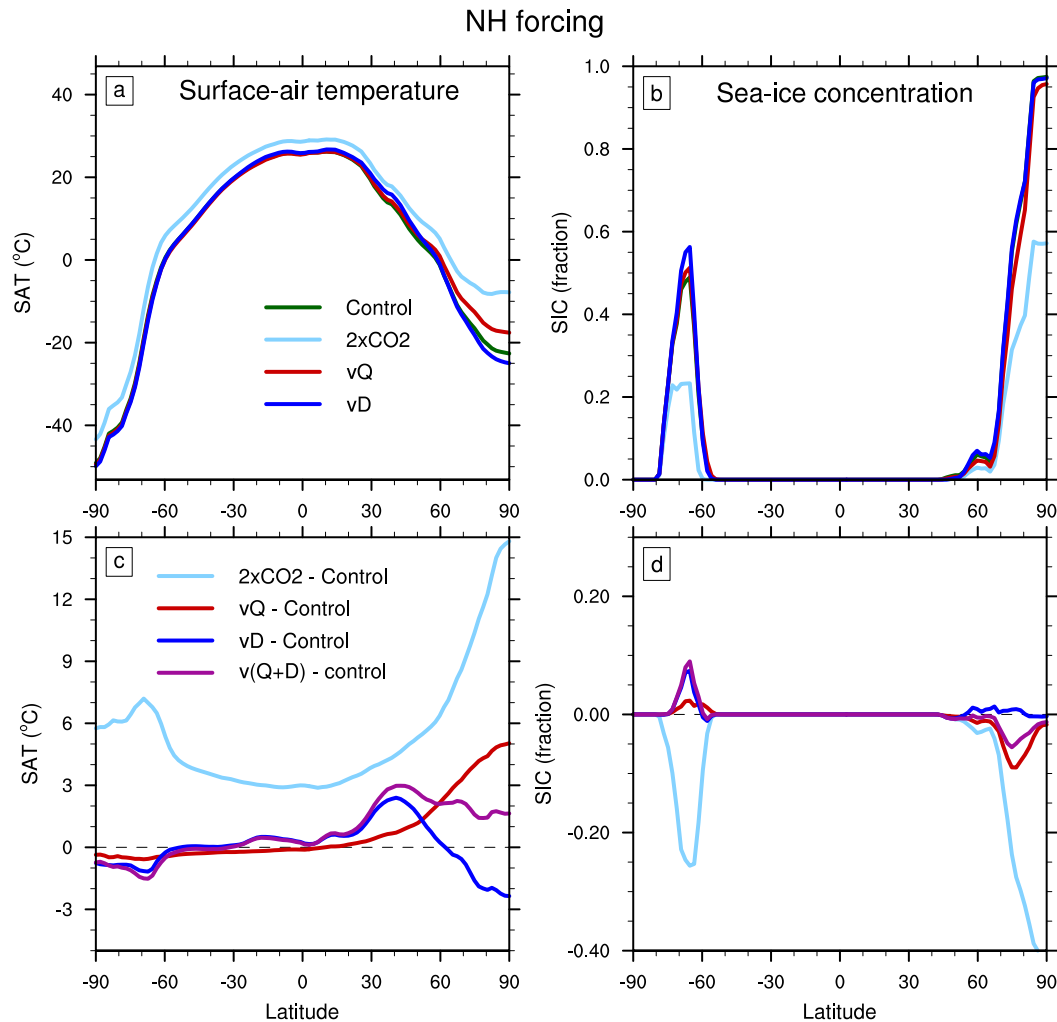 NH forcing
a
Surface-air temperature
SAT (°C)
40
20
0
-20
-40
Control
2xCO2
vQ
vD
-90 -60 -30 0 30 60 90
b
Sea-ice concentration
SIC (fraction)
1.0
0.8
0.6
0.4
0.2
0.0
-90 -60 -30 0 30 60 90
c
SAT (°C)
15
12
9
6
3
0
-3
2xCO2 - Control
vQ - Control
vD - Control
v(Q+D) - control
-90 -60 -30 0 30 60 90
Latitude
d
SIC (fraction)
0.20
0.00
-0.20
-0.40
-90 -60 -30 0 30 60 90
Latitude